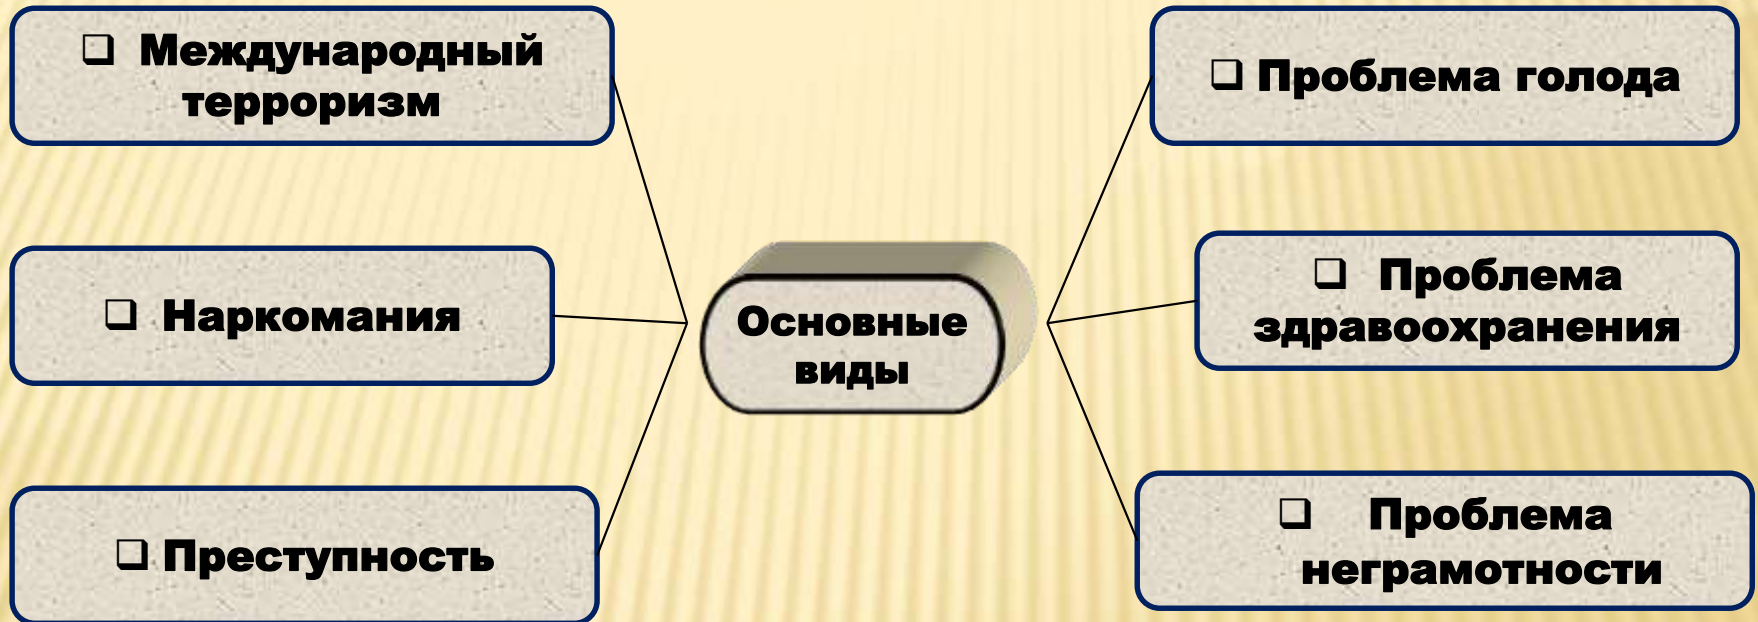 ❑ Международный
терроризм
❑ Наркомания
❑ Преступность
Основные
виды
❑ Проблема голода
❑ Проблема
здравоохранения
❑ Проблема
неграмотности